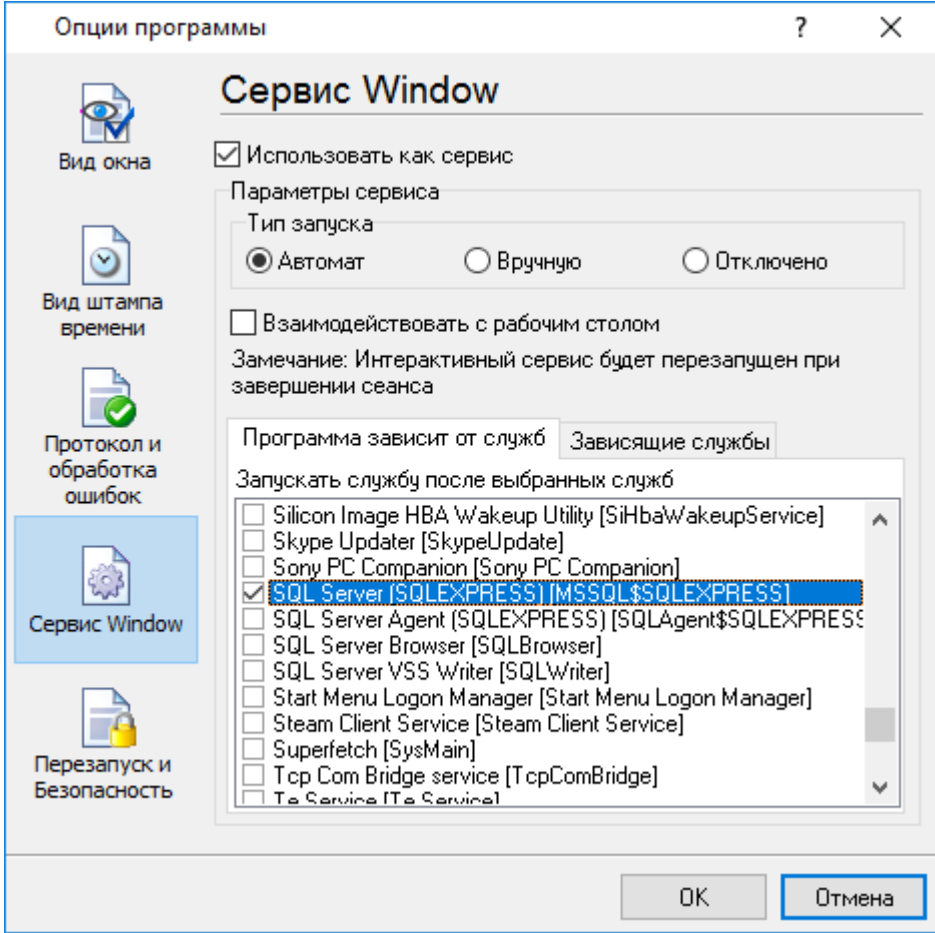 Опции программы
?
Сервис Window
Вид окна
Использовать как сервис
Параметры сервиса
Тип запуска
Автомат
Вручную
Отключено
Вид штампа
времени
Взаимодействовать с рабочим столом
Замечание: Интерактивный сервис будет перезапущен при
завершении сеанса
Протокол и
обработка
ошибок
Программа зависит от служб
Зависящие службы
Запускать службу после выбранных служб
Silicon Image HBA Wakeup Utility [SiHbaWakeupService]
Skype Updater [SkypeUpdate]
Sony PC Companion [Sony PC Companion]
SQL Server (SQLEXPRESS) [MSSQL$SQLEXPRESS]
SQL Server Agent (SQLEXPRESS) [SQLAgent$SQLEXPRESS
SQL Server Browser [SQLBrowser]
SQL Server VSS Writer [SQLWriter]
Start Menu Logon Manager [Start Menu Logon Manager]
Steam Client Service [Steam Client Service]
Superfetch [SysMain]
Tcp Com Bridge service [TcpComBridge]
Te.Service [Te.Service]
Сервис Window
Перезапуск и
Безопасность
OK
Отмена